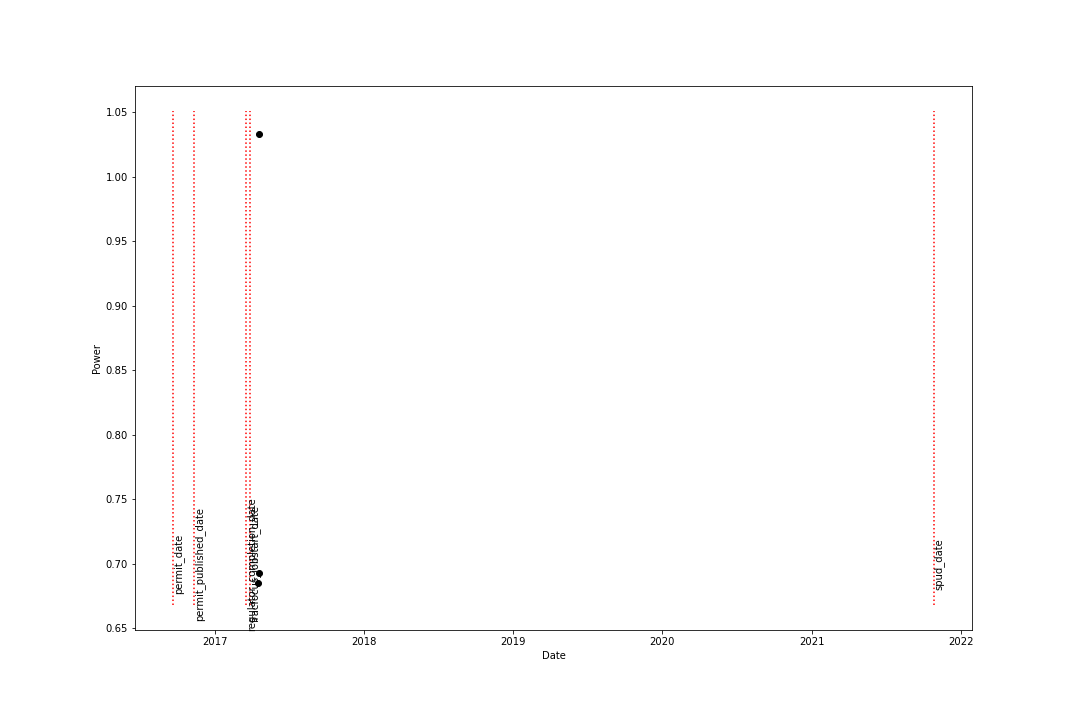 1.05
1.00
0.95
0.90
0.85
0.80
0.75
0.70
0.65
Power
permit_date
permit_published_date
regulator_completion_date
spud_date
2017
2018
2019
2020
2021
2022
Date